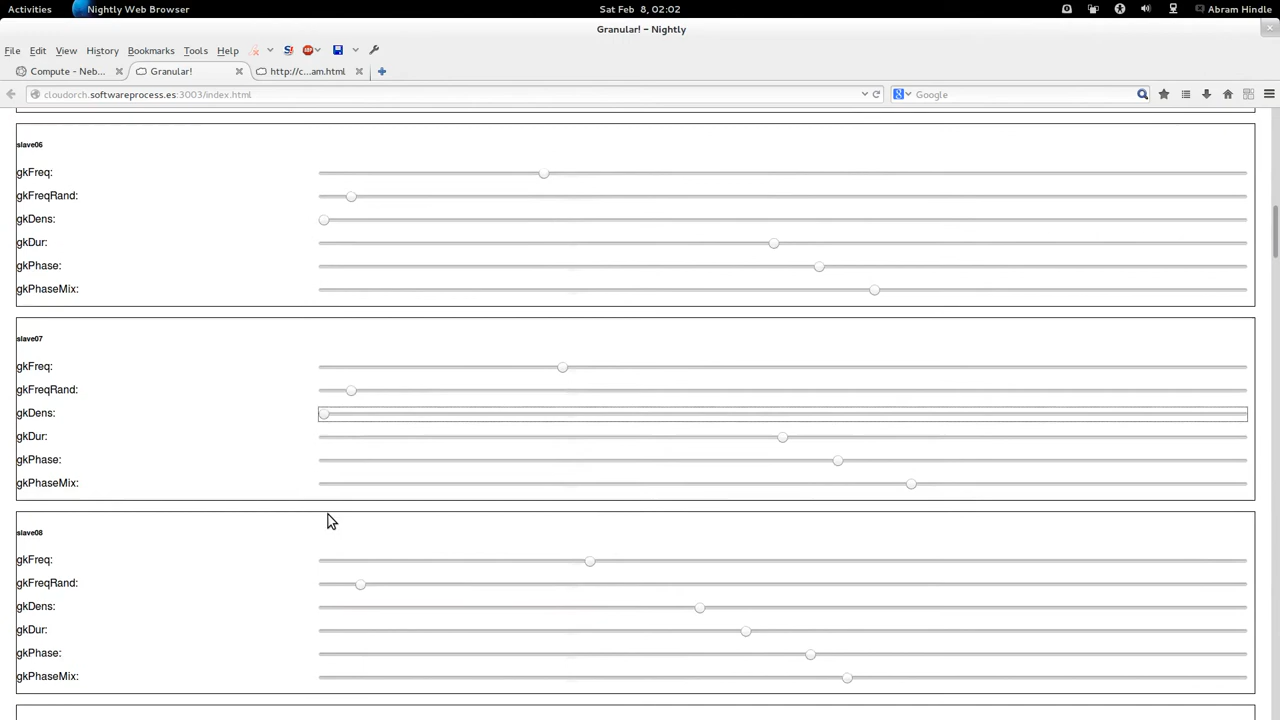 Activities Nightly Web Browser Sat Feb 8, 02:02 Abram Hindle
Granular! – Nightly
File Edit View History Bookmarks Tools Help
Compute - Neb... Granular! http://c...am.html
cloudorch.softwareprocess.es:3003/index.html Google
slave06
gkFreq:
gkFreqRand:
gkDens:
gkDur:
gkPhase:
gkPhaseMix:
slave07
gkFreq:
gkFreqRand:
gkDens:
gkDur:
gkPhase:
gkPhaseMix:
slave08
gkFreq:
gkFreqRand:
gkDens:
gkDur:
gkPhase:
gkPhaseMix: